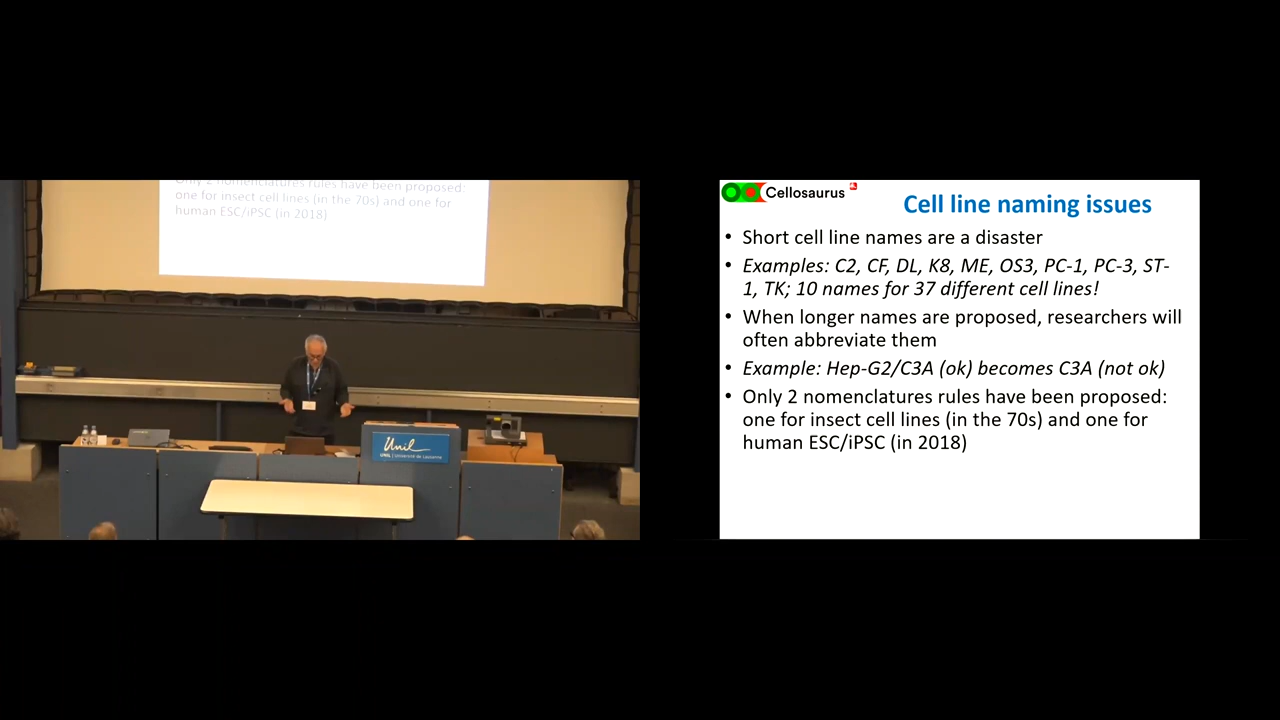 Only 2 nomenclatures rules have been proposed:
one for insect cell lines (in the 70s) and one for
human ESC/iPSC (in 2018)
Unil
UNIL | Université de Lausanne
Cellosaurus
Cell line naming issues
• Short cell line names are a disaster
• Examples: C2, CF, DL, K8, ME, OS3, PC-1, PC-3, ST-
1, TK; 10 names for 37 different cell lines!
• When longer names are proposed, researchers will
often abbreviate them
• Example: Hep-G2/C3A (ok) becomes C3A (not ok)
• Only 2 nomenclatures rules have been proposed:
one for insect cell lines (in the 70s) and one for
human ESC/iPSC (in 2018)